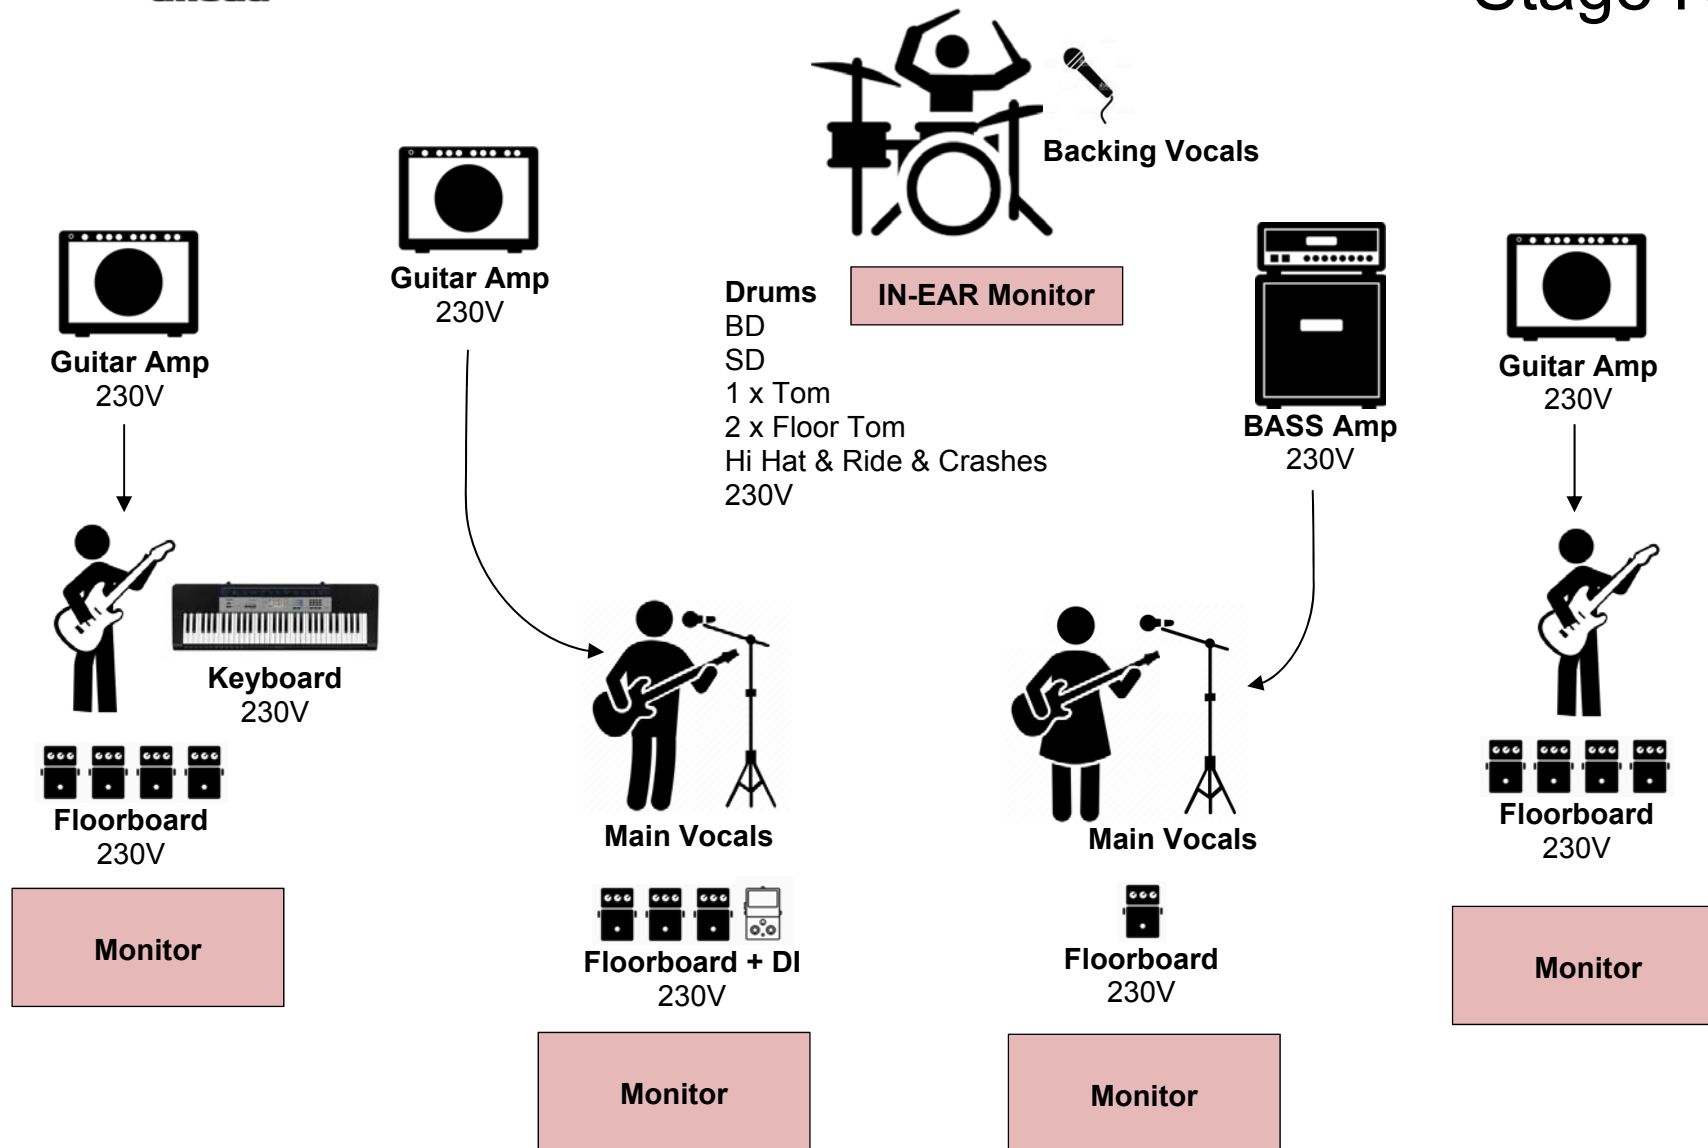 Backing Vocals
Guitar Amp
230V
Drums
IN-EAR Monitor
BD
SD
1 x Tom
2 x Floor Tom
Hi Hat & Ride & Crashes
230V
Guitar Amp
230V
BASS Amp
230V
Guitar Amp
230V
Keyboard
230V
Floorboard
230V
Monitor
Main Vocals
Floorboard + DI
230V
Monitor
Main Vocals
Floorboard
230V
Monitor
Floorboard
230V
Monitor